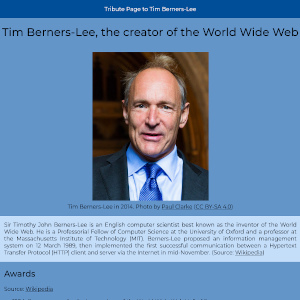 Tribute Page to Tim Berners-Lee
Tim Berners-Lee, the creator of the World Wide Web
Tim Berners-Lee in 2014. Photo by Paul Clarke (CC BY-SA 4.0)
Sir Timothy John Berners-Lee is an English computer scientist best known as the inventor of the World
Wide Web. He is a Professorial Fellow of Computer Science at the University of Oxford and a professor at
the Massachusetts Institute of Technology (MIT). Berners-Lee proposed an information management
system on 12 March 1989, then implemented the first successful communication between a Hypertext
Transfer Protocol (HTTP) client and server via the Internet in mid-November. (Source: Wikipedia)
Awards
Source: Wikipedia